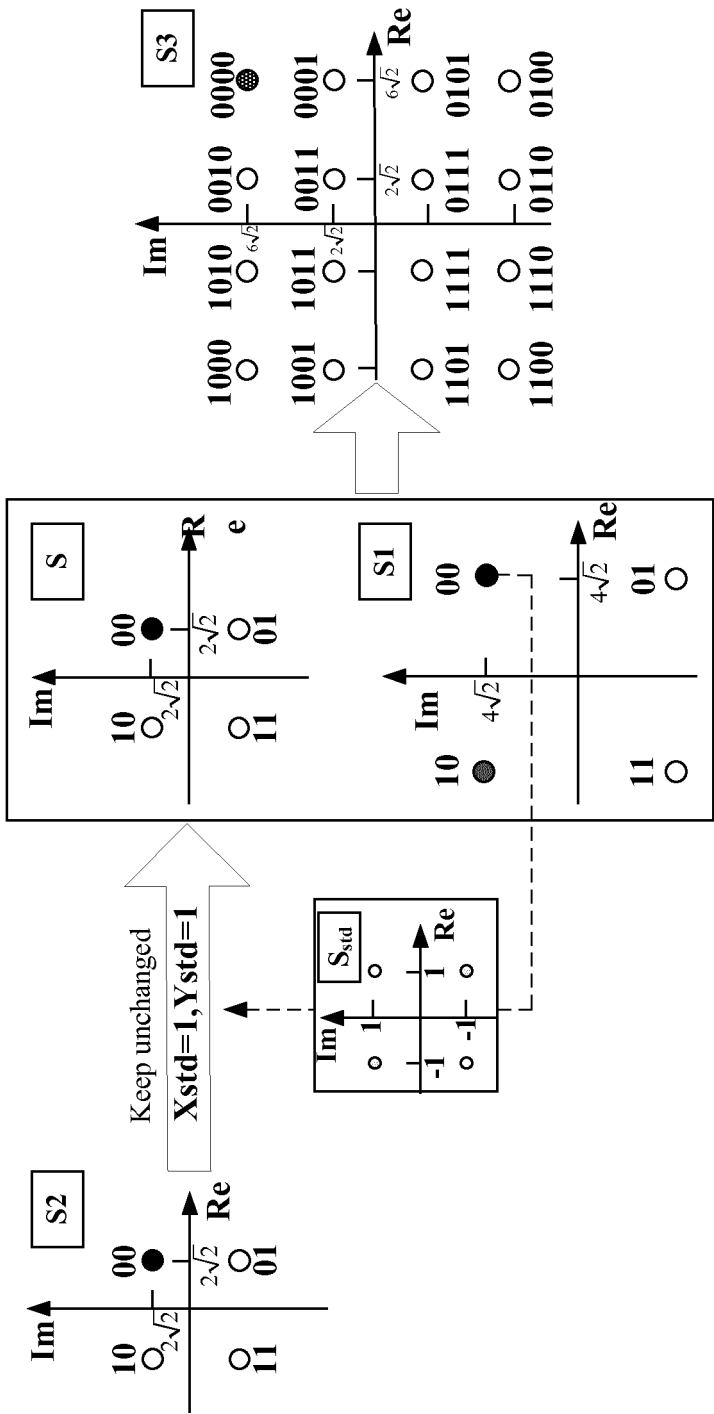 S2
Im
10
00
2√2
2√2
Re
11
01
Keep unchanged
Xstd=1,Ystd=1
Sstd
Im
1
-1
1
Re
-1
S
Im
10
00
2√2
2√2
R
e
11
01
S1
Im
10
00
4√2
4√2
Re
11
01
S3
Im
1000
1010
0010
0000
6√2
1001
1011
0011
0001
2√2
2√2
6√2
Re
1101
1111
0111
0101
1100
1110
0110
0100